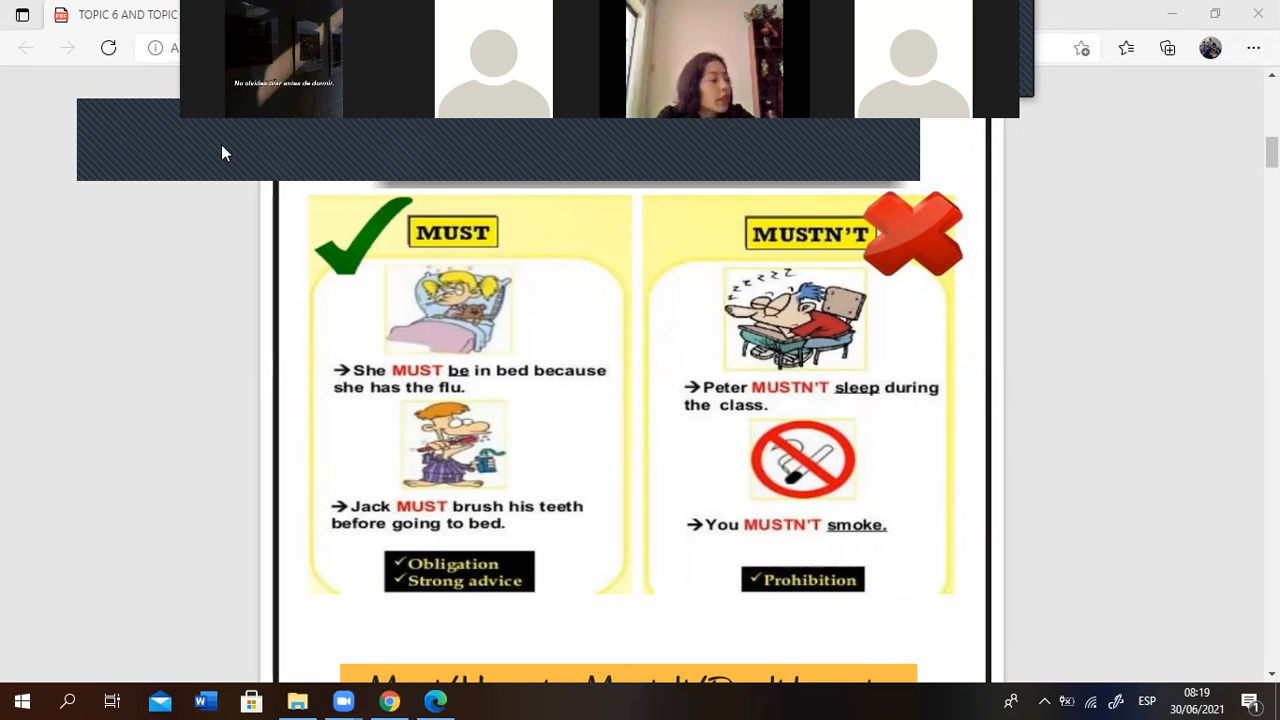 TOPIC 6 AND TOPIC
No olvides orar antes de dormir.
A
MUST
➔She MUST be in bed because
she has the flu.
➔Jack MUST brush his teeth
before going to bed.
✓Obligation
✓Strong advice
MUSTN'T
z z z z z z
➔Peter MUSTN'T sleep during
the class.
➔You MUSTN'T smoke.
✓Prohibition
ESP
08:19
30/06/2021